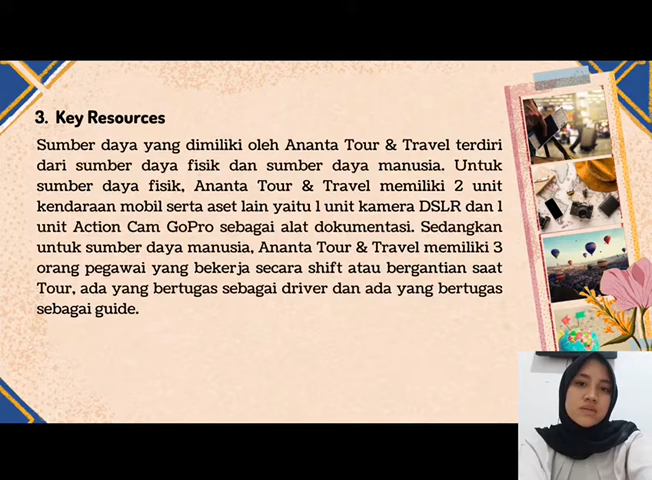 3. Key Resources
Sumber daya yang dimiliki oleh Ananta Tour & Travel terdiri
dari sumber daya fisik dan sumber daya manusia. Untuk
sumber daya fisik, Ananta Tour & Travel memiliki 2 unit
kendaraan mobil serta aset lain yaitu 1 unit kamera DSLR dan 1
unit Action Cam GoPro sebagai alat dokumentasi. Sedangkan
untuk sumber daya manusia, Ananta Tour & Travel memiliki 3
orang pegawai yang bekerja secara shift atau bergantian saat
Tour, ada yang bertugas sebagai driver dan ada yang bertugas
sebagai guide.